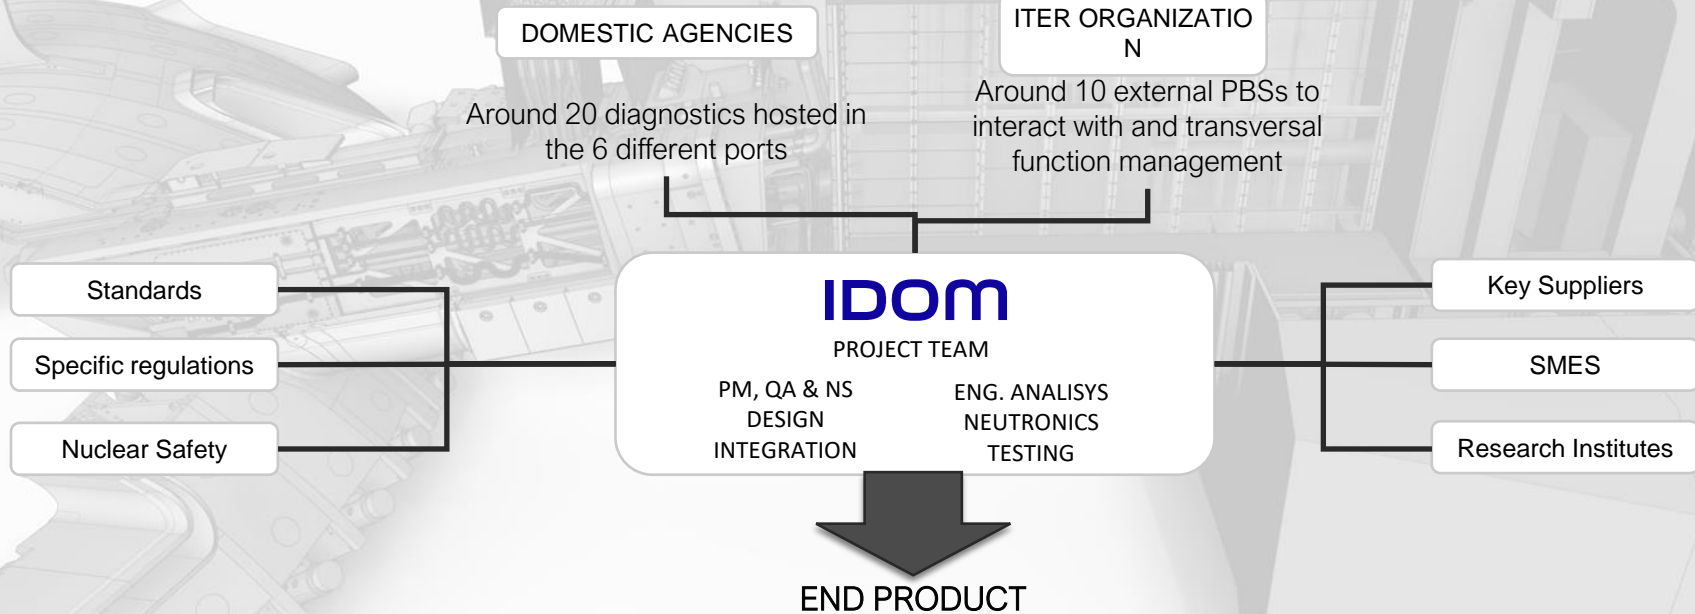 DOMESTIC AGENCIES
ITER ORGANIZATIO
N
Around 20 diagnostics hosted in
the 6 different ports
Around 10 external PBSs to
interact with and transversal
function management
Standards
Specific regulations
Nuclear Safety
IDOM
PROJECT TEAM
PM, QA & NS
DESIGN
INTEGRATION
ENG. ANALISYS
NEUTRONICS
TESTING
Key Suppliers
SMES
Research Institutes
END PRODUCT